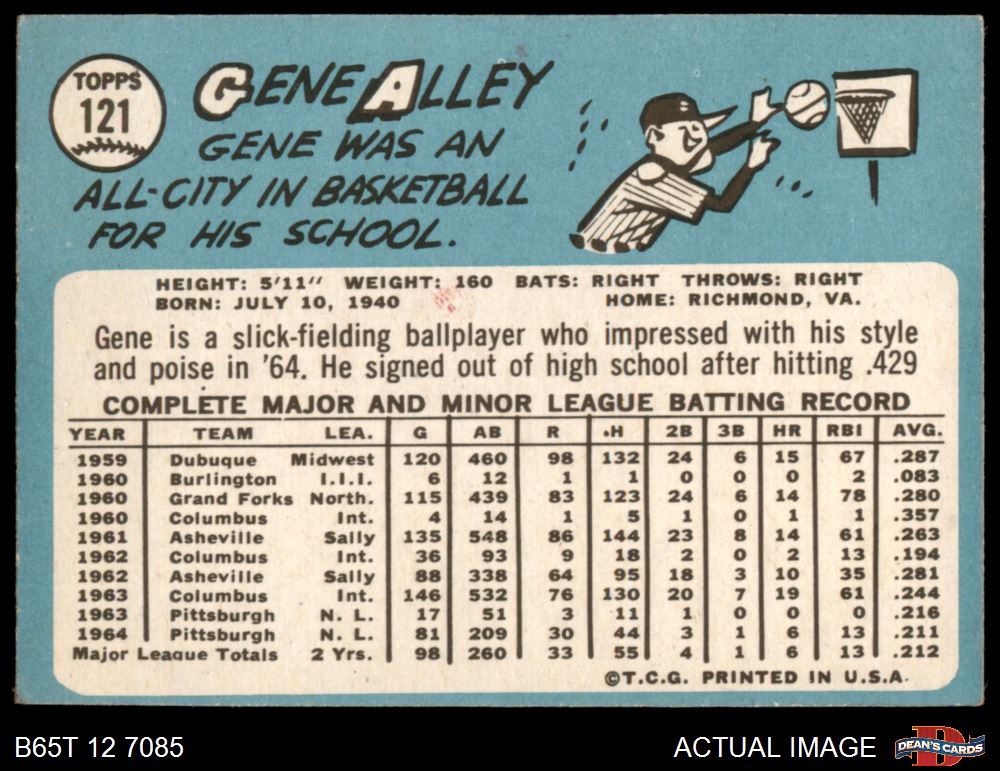 TOPPS
121
GENE ALLEY
GENE WAS AN
ALL-CITY IN BASKETBALL
FOR HIS SCHOOL.
HEIGHT: 5'11" WEIGHT: 160 BATS: RIGHT THROWS: RIGHT
BORN: JULY 10, 1940 HOME: RICHMOND, VA.
Gene is a slick-fielding ballplayer who impressed with his style
and poise in '64. He signed out of high school after hitting .429
COMPLETE MAJOR AND MINOR LEAGUE BATTING RECORD
YEAR TEAM LEA. G AB R H 2B 3B HR RBI AVG.
1959 Dubuque Midwest 120 460 98 132 24 6 15 67 .287
1960 Burlington I.I.I. 6 12 1 1 0 0 0 2 .083
1960 Grand Forks North. 115 439 83 123 24 6 14 78 .280
1960 Columbus Int. 4 14 1 5 1 0 1 1 .357
1961 Asheville Sally 135 548 86 144 23 8 14 61 .263
1962 Columbus Int. 36 93 9 18 2 0 2 13 .194
1962 Asheville Sally 88 338 64 95 18 3 10 35 .281
1963 Columbus Int. 146 532 76 130 20 7 19 61 .244
1963 Pittsburgh N. L. 17 51 3 11 1 0 0 0 .216
1964 Pittsburgh N. L. 81 209 30 44 3 1 6 13 .211
Major League Totals 2 Yrs. 98 260 33 55 4 1 6 13 .212
©T.C.G. PRINTED IN U.S.A.
B65T 12 7085
ACTUAL IMAGE
D
DEAN'S CARDS